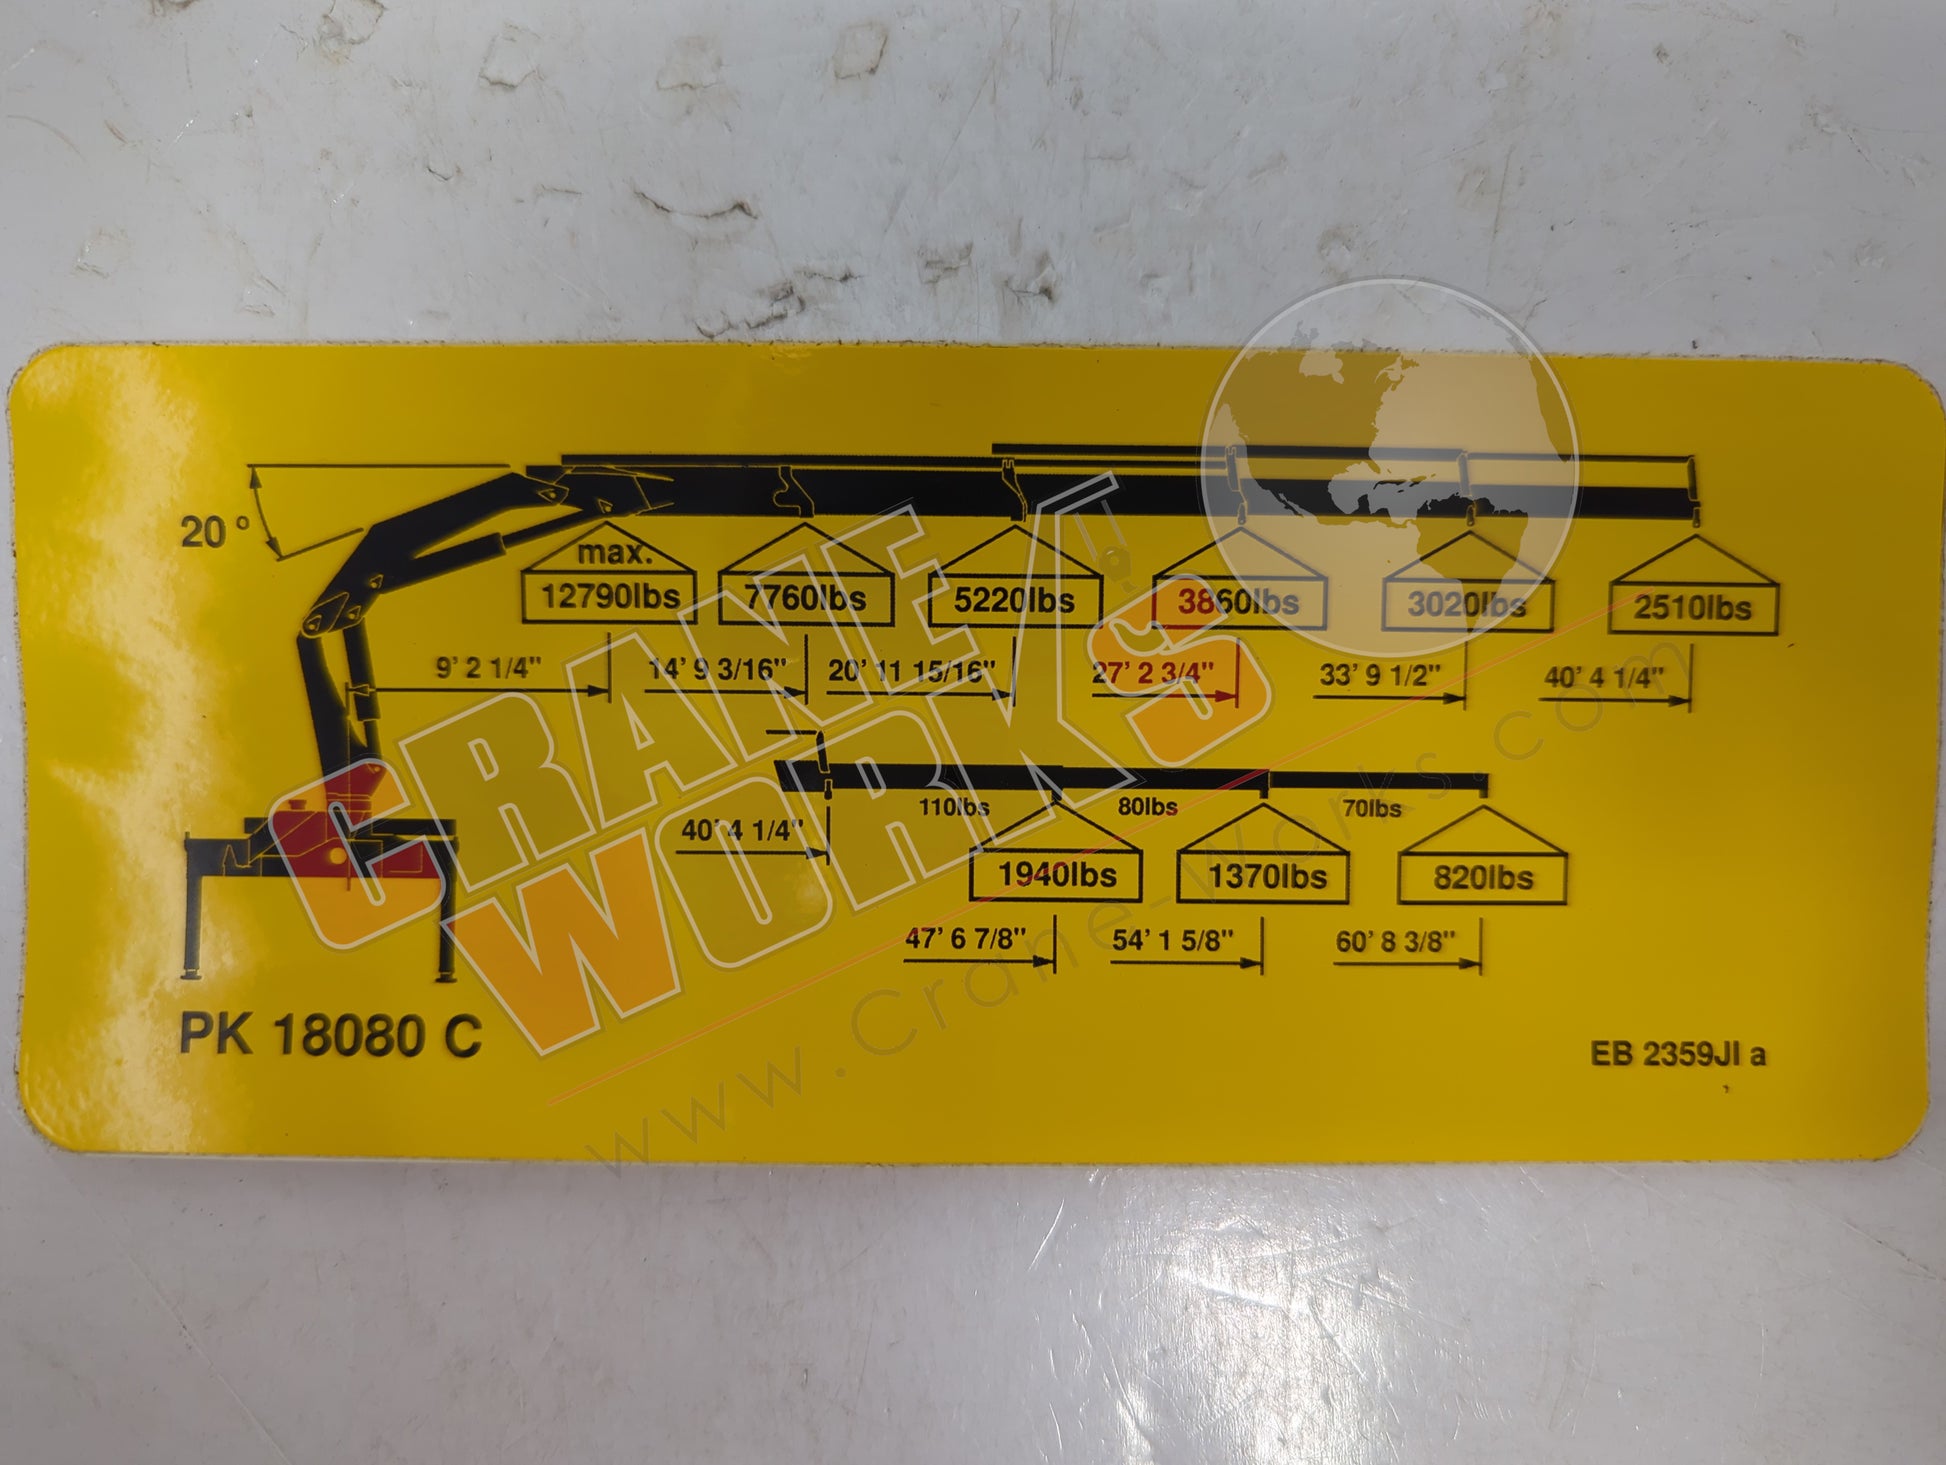 20°
max.
12790lbs 7760lbs 5220lbs 3860lbs 3020lbs 2510lbs
9' 2 1/4" 14' 9 3/16" 20' 11 15/16" 27' 2 3/4" 33' 9 1/2" 40' 4 1/4"
110lbs 80lbs 70lbs
40' 4 1/4"
1940lbs 1370lbs 820lbs
47' 6 7/8" 54' 1 5/8" 60' 8 3/8"
PK 18080 C
EB 2359JI a
CRANE
WORKS
www.Crane-Works.com